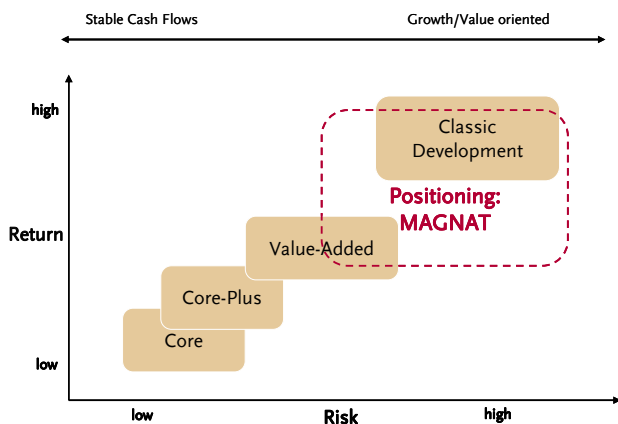 Stable Cash Flows
Growth/Value oriented
high
Classic
Development
Positioning:
MAGNAT
Return
Value-Added
Core-Plus
Core
low
low
Risk
high